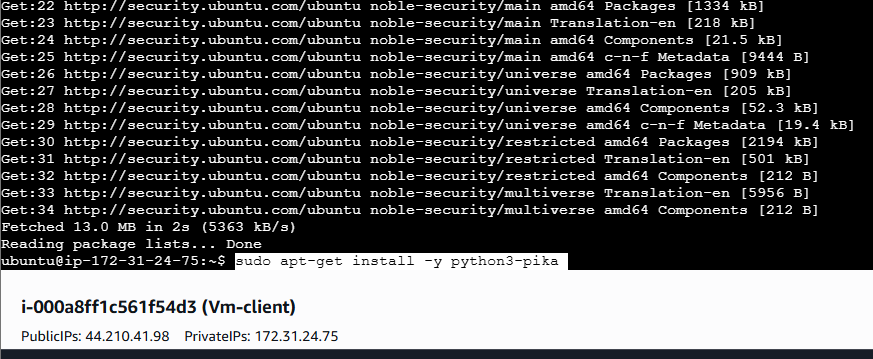 Get:22 http://security.ubuntu.com/ubuntu noble-security/main amd64 Packages [1334 kB]
Get:23 http://security.ubuntu.com/ubuntu noble-security/main Translation-en [218 kB]
Get:24 http://security.ubuntu.com/ubuntu noble-security/main amd64 Components [21.5 kB]
Get:25 http://security.ubuntu.com/ubuntu noble-security/main amd64 c-n-f Metadata [9444 B]
Get:26 http://security.ubuntu.com/ubuntu noble-security/universe amd64 Packages [909 kB]
Get:27 http://security.ubuntu.com/ubuntu noble-security/universe Translation-en [205 kB]
Get:28 http://security.ubuntu.com/ubuntu noble-security/universe amd64 Components [52.3 kB]
Get:29 http://security.ubuntu.com/ubuntu noble-security/universe amd64 c-n-f Metadata [19.4 kB]
Get:30 http://security.ubuntu.com/ubuntu noble-security/restricted amd64 Packages [2194 kB]
Get:31 http://security.ubuntu.com/ubuntu noble-security/restricted Translation-en [501 kB]
Get:32 http://security.ubuntu.com/ubuntu noble-security/restricted amd64 Components [212 B]
Get:33 http://security.ubuntu.com/ubuntu noble-security/multiverse Translation-en [5956 B]
Get:34 http://security.ubuntu.com/ubuntu noble-security/multiverse amd64 Components [212 B]
Fetched 13.0 MB in 2s (5363 kB/s)
Reading package lists... Done
ubuntu@ip-172-31-24-75:~$ sudo apt-get install -y python3-pika
i-000a8ff1c561f54d3 (Vm-client)
PublicIPs: 44.210.41.98 PrivateIPs: 172.31.24.75